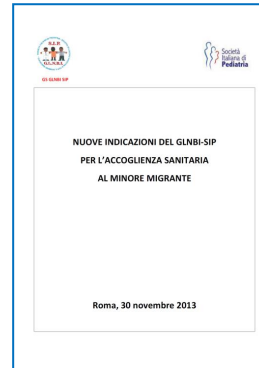 S.I.P.
G.L.N.B.I.
GS GLNBI SIP
Società
Italiana di
Pediatria
NUOVE INDICAZIONI DEL GLNBI-SIP
PER L'ACCOGLIENZA SANITARIA
AL MINORE MIGRANTE
Roma, 30 novembre 2013